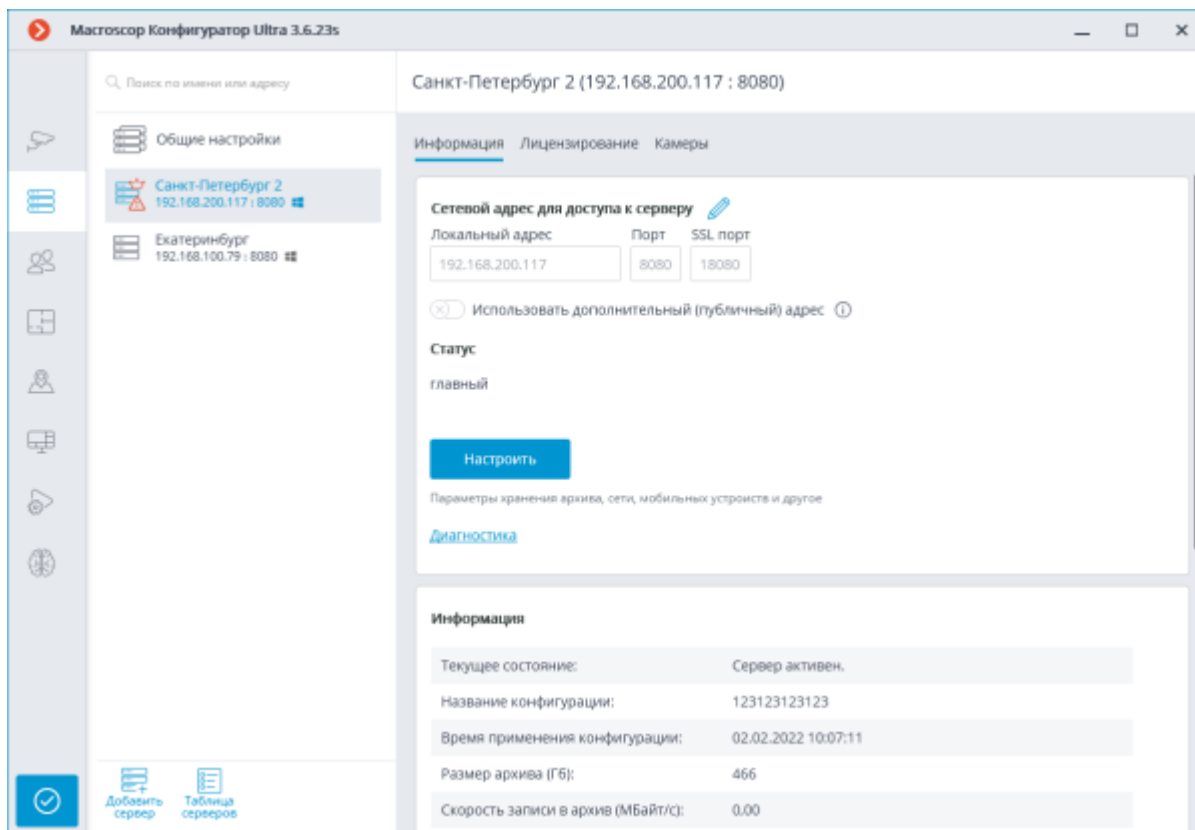 Macroscop Конфигуратор Ultra 3.6.23s
Поиск по имени или адресу
Общие настройки
Санкт-Петербург 2
192.168.200.117 : 8080
Екатеринбург
192.168.100.79 : 8080
Добавить сервер
Таблица серверов
Санкт-Петербург 2 (192.168.200.117 : 8080)
Информация Лицензирование Камеры
Сетевой адрес для доступа к серверу
Локальный адрес Порт SSL порт
192.168.200.117 8080 18080
Использовать дополнительный (публичный) адрес
Статус
главный
Настроить
Параметры хранения архива, сети, мобильных устройств и другое
Диагностика
Информация
Текущее состояние: Сервер активен.
Название конфигурации: 123123123123
Время применения конфигурации: 02.02.2022 10:07:11
Размер архива (Гб): 466
Скорость записи в архив (МБайт/с): 0.00